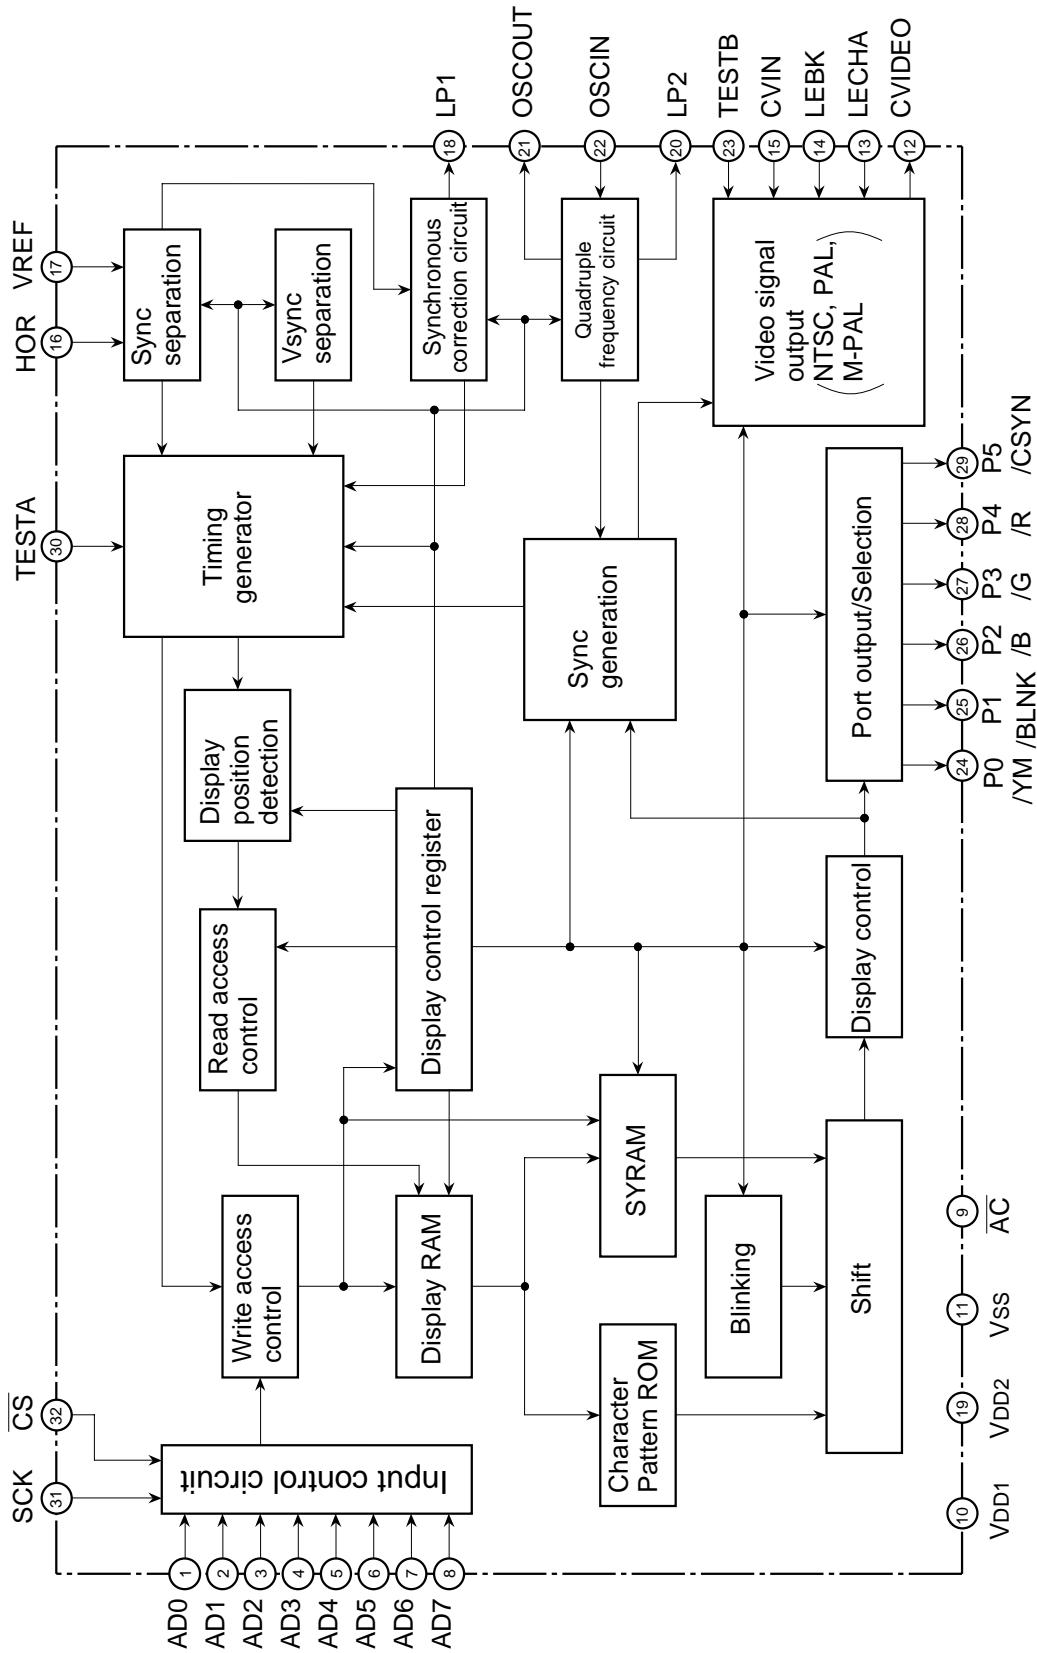 SCK
31
CS
32
TESTA
30
HOR
16
VREF
17
AD0
1
AD1
2
AD2
3
AD3
4
AD4
5
AD5
6
AD6
7
AD7
8
Input control circuit
Write access
control
Read access
control
Display
position
detection
Timing
generator
Sync
separation
Vsync
separation
Display RAM
Display control register
Synchronous
correction circuit
Character
Pattern ROM
SYRAM
Sync
generation
Quadruple
frequency circuit
Blinking
Video signal
output
NTSC, PAL,
M-PAL
Shift
Display control
Port output/Selection
18
LP1
21
OSCOUT
22
OSCIN
20
LP2
23
TESTB
15
CVIN
14
LEBK
13
LECHA
12
CVIDEO
10
VDD1
19
VDD2
11
VSS
9
AC
24
P0
/YM
25
P1
/BLNK
26
P2
/B
27
P3
/G
28
P4
/R
29
P5
/CSYN